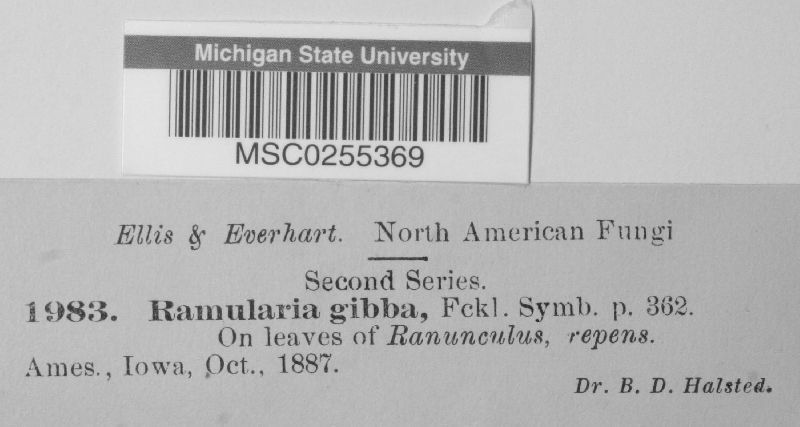 Michigan State University
MSC0255369
Ellis & Everhart. North American Fungi
Second Series.
1983. Ramularia gibba, Fckl. Symb. p. 362.
On leaves of Ranunculus, repens.
Ames., Iowa, Oct., 1887.
Dr. B. D. Halsted.